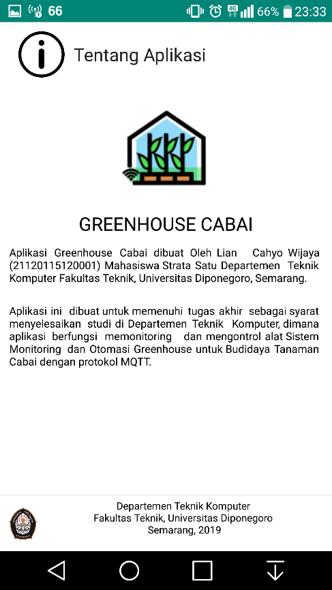 66
4G
66%
23:33
Tentang Aplikasi
GREENHOUSE CABAI
Aplikasi Greenhouse Cabai dibuat Oleh Lian Cahyo Wijaya
(21120115120001) Mahasiswa Strata Satu Departemen Teknik
Komputer Fakultas Teknik, Universitas Diponegoro, Semarang.
Aplikasi ini dibuat untuk memenuhi tugas akhir sebagai syarat
menyelesaikan studi di Departemen Teknik Komputer, dimana
aplikasi berfungsi memonitoring dan mengontrol alat Sistem
Monitoring dan Otomasi Greenhouse untuk Budidaya Tanaman
Cabai dengan protokol MQTT.
Departemen Teknik Komputer
Fakultas Teknik, Universitas Diponegoro
Semarang, 2019